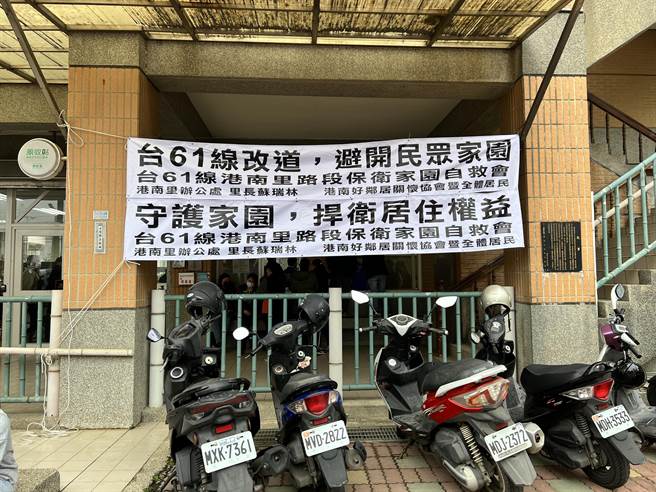 台61線改道，避開民眾家園
台61線港南里路段保衛家園自救會
港南里辦公處 里長蘇瑞林 港南好鄰居關懷協會暨全體居民
守護家園，捍衛居住權益
台61線港南里路段保衛家園自救會
港南里辦公處 里長蘇瑞林 港南好鄰居關懷協會暨全體居民
MXK-7361
MVD-2822
MDJ-2372
MDH-3533